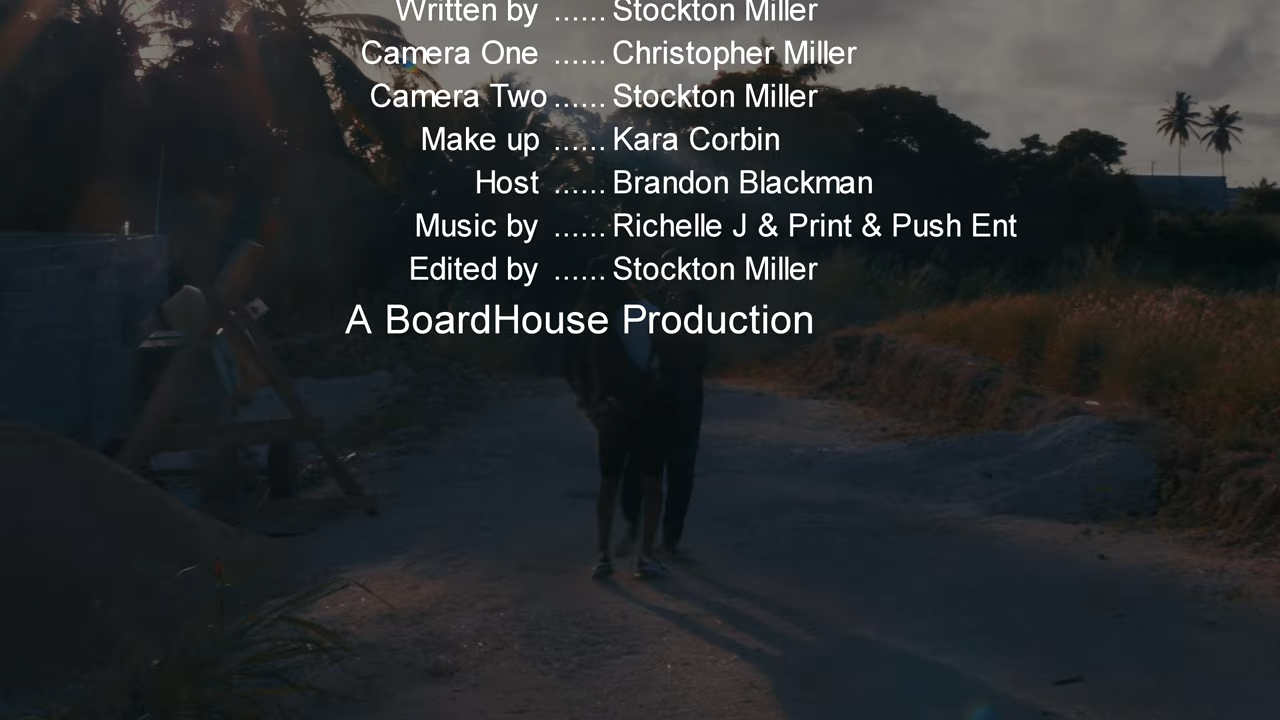 Written by ...... Stockton Miller
Camera One ...... Christopher Miller
Camera Two ...... Stockton Miller
Make up ...... Kara Corbin
Host ...... Brandon Blackman
Music by ...... Richelle J & Print & Push Ent
Edited by ...... Stockton Miller
A BoardHouse Production